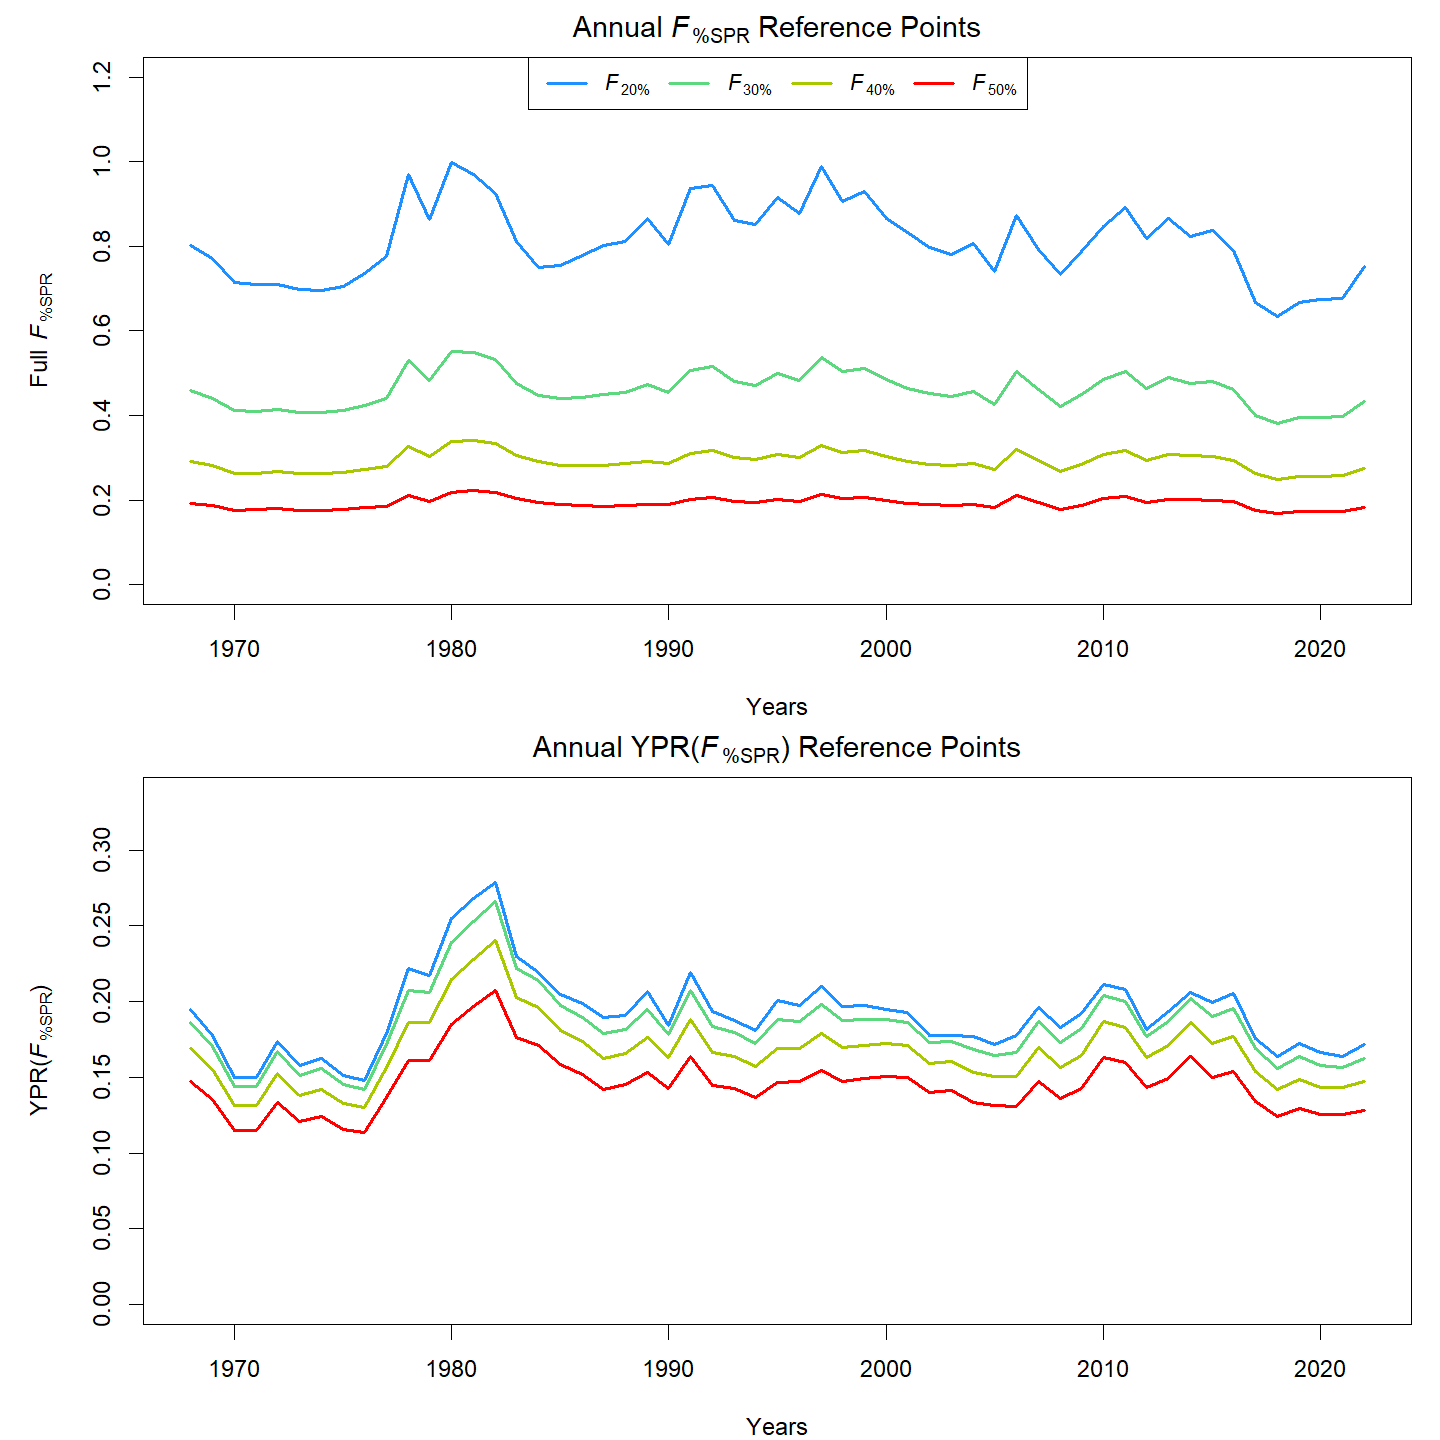 Annual F%SPR Reference Points
F20% F30% F40% F50%
Full F%SPR
1.2
1.0
0.8
0.6
0.4
0.2
0.0
1970 1980 1990 2000 2010 2020
Years
Annual YPR(F%SPR) Reference Points
YPR(F%SPR)
0.30
0.25
0.20
0.15
0.10
0.05
0.00
1970 1980 1990 2000 2010 2020
Years